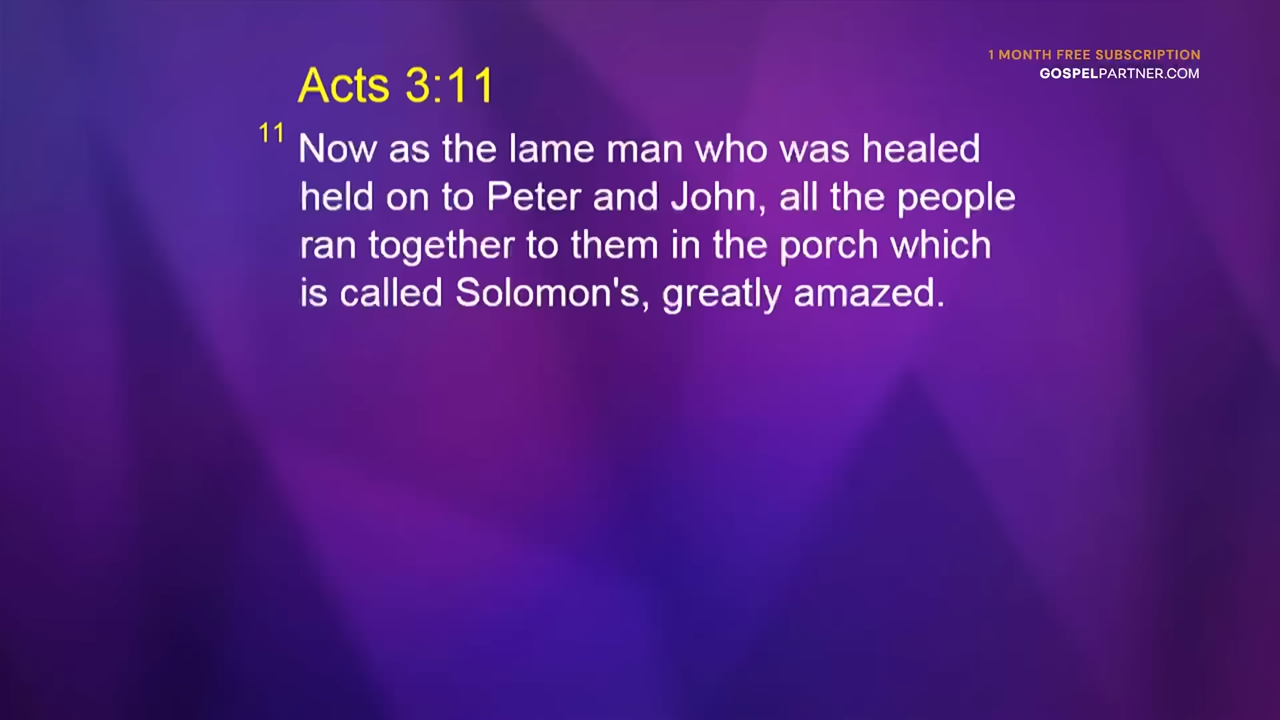 1 MONTH FREE SUBSCRIPTION
GOSPELPARTNER.COM
Acts 3:11
11 Now as the lame man who was healed
held on to Peter and John, all the people
ran together to them in the porch which
is called Solomon's, greatly amazed.